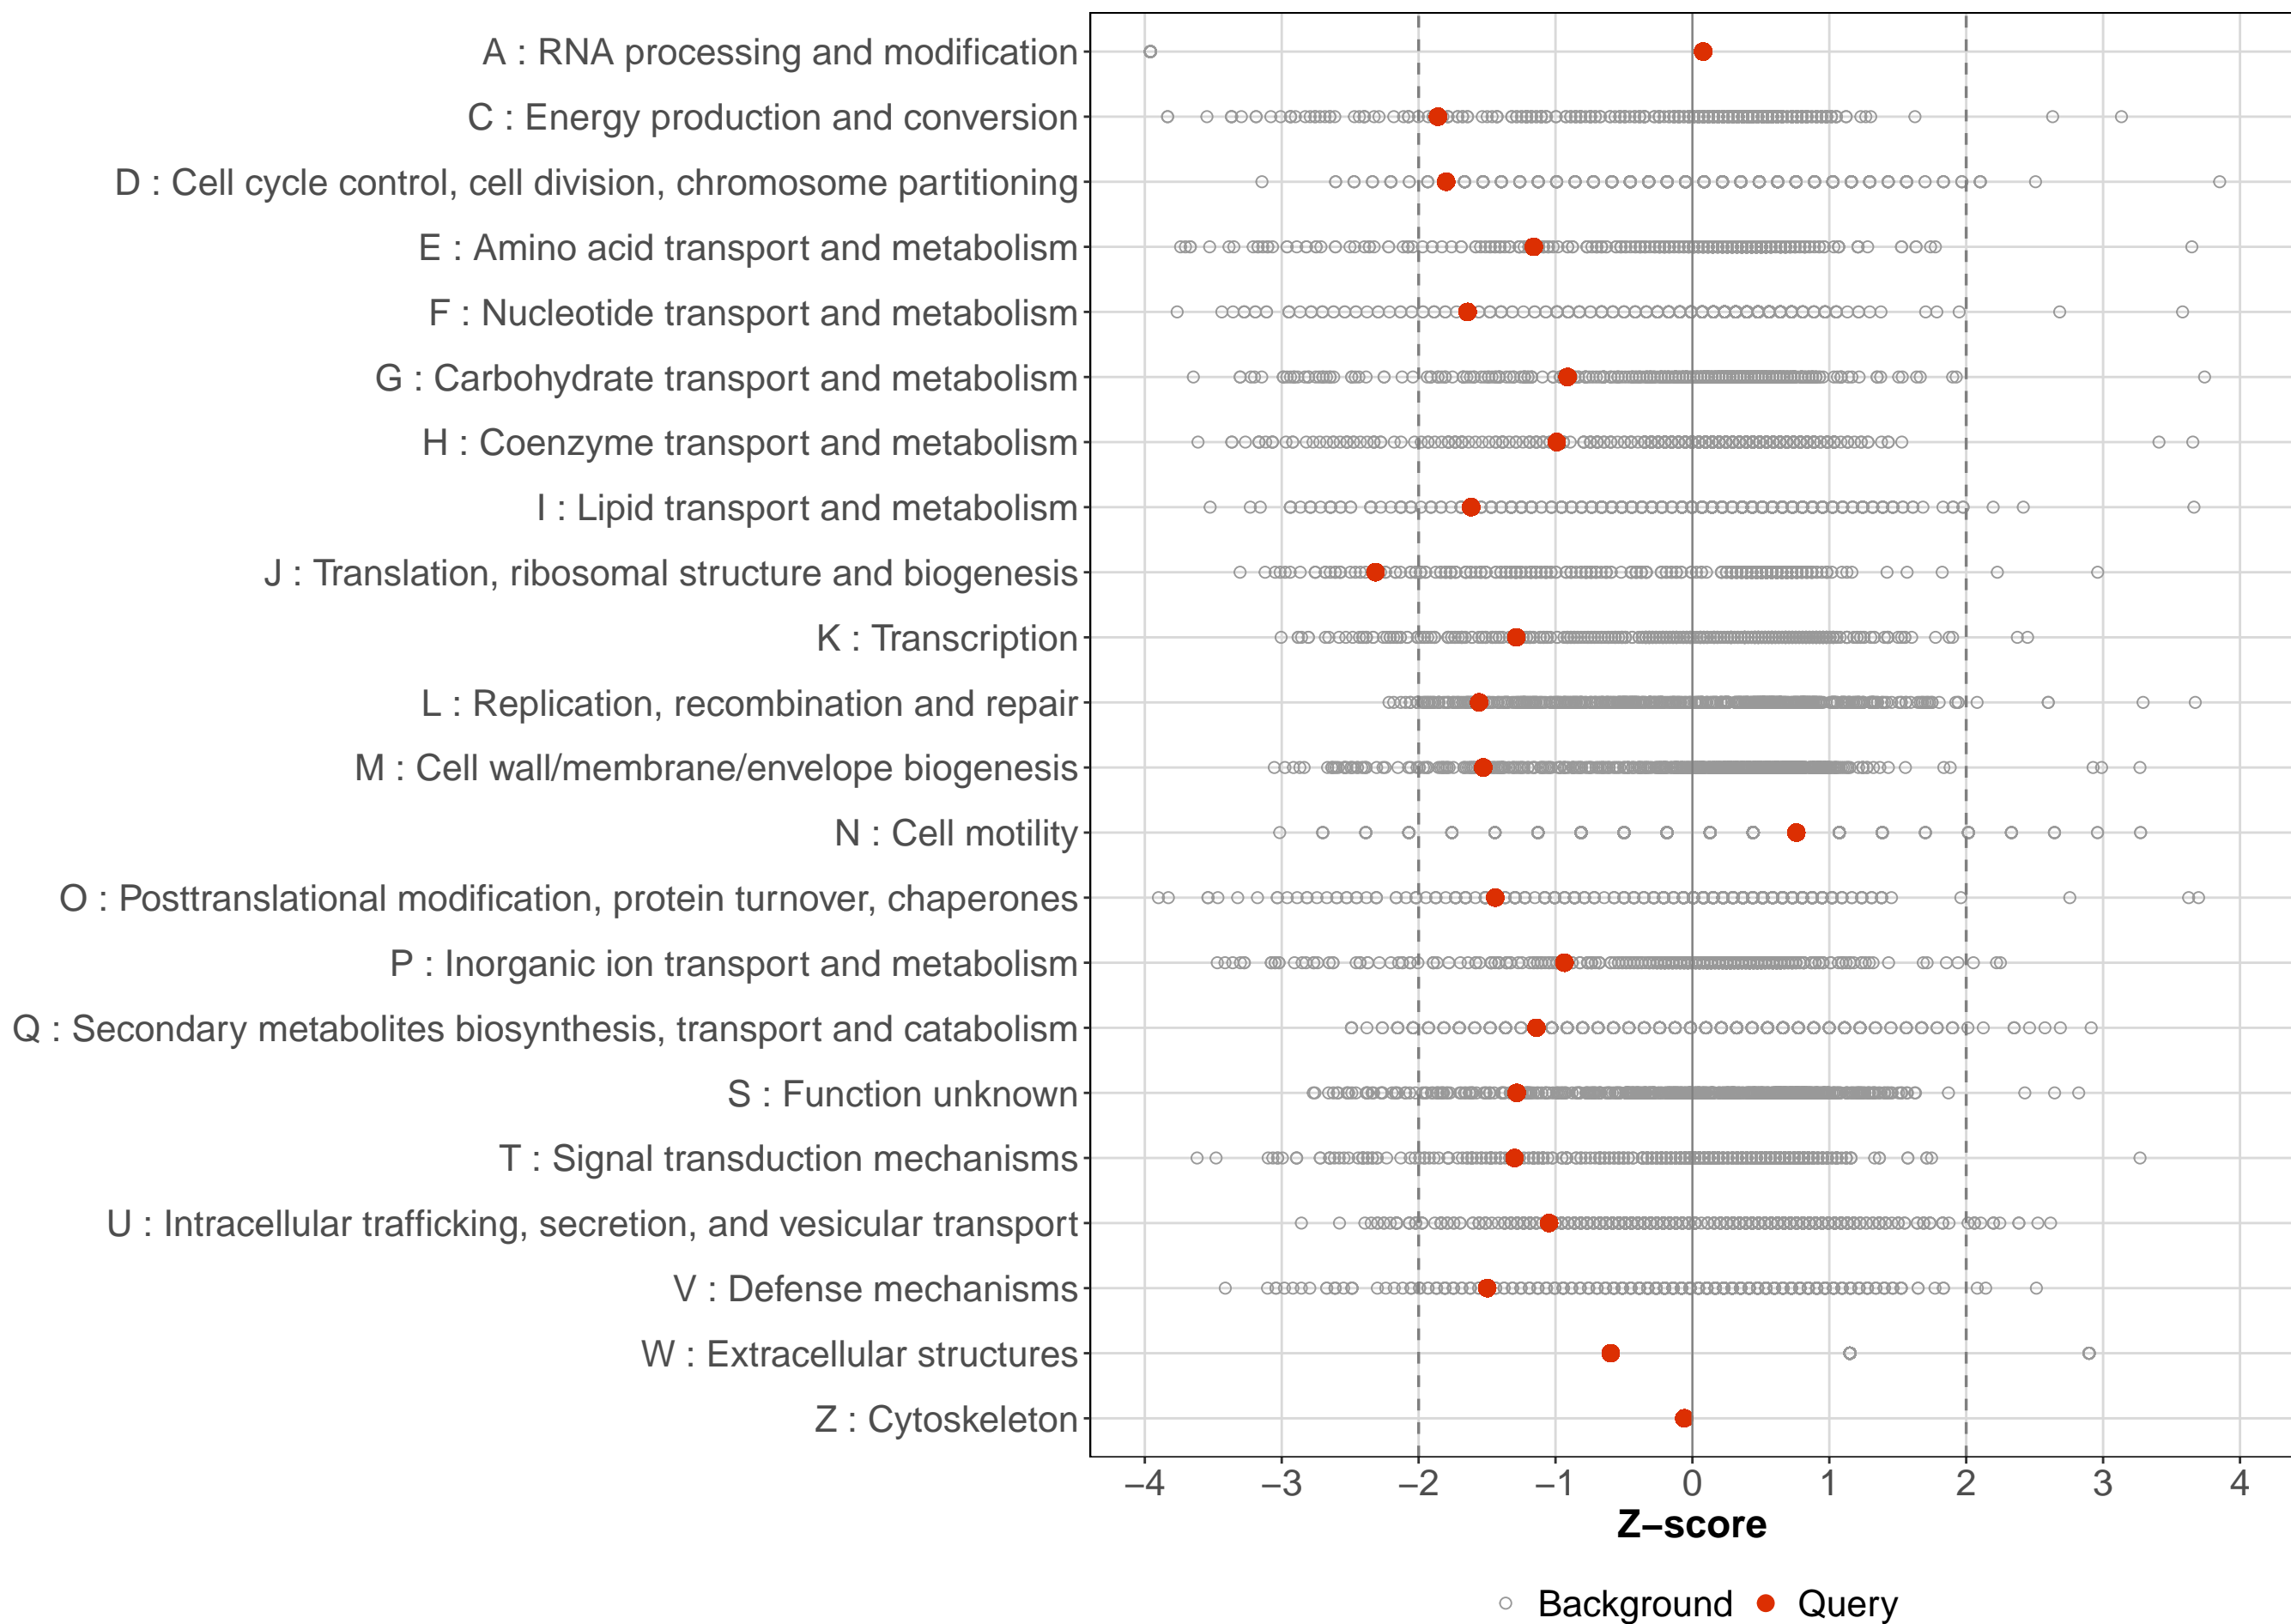 A : RNA processing and modification
C : Energy production and conversion
D : Cell cycle control, cell division, chromosome partitioning
E : Amino acid transport and metabolism
F : Nucleotide transport and metabolism
G : Carbohydrate transport and metabolism
H : Coenzyme transport and metabolism
I : Lipid transport and metabolism
J : Translation, ribosomal structure and biogenesis
K : Transcription
L : Replication, recombination and repair
M : Cell wall/membrane/envelope biogenesis
N : Cell motility
O : Posttranslational modification, protein turnover, chaperones
P : Inorganic ion transport and metabolism
Q : Secondary metabolites biosynthesis, transport and catabolism
S : Function unknown
T : Signal transduction mechanisms
U : Intracellular trafficking, secretion, and vesicular transport
V : Defense mechanisms
W : Extracellular structures
Z : Cytoskeleton
−4 −3 −2 −1 0 1 2 3 4
Z−score
Background Query